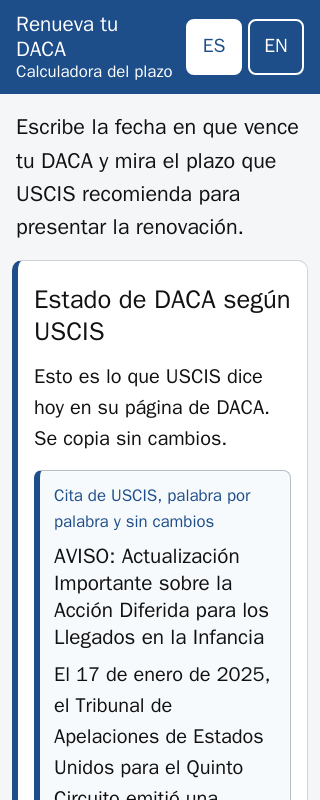 Renueva tu
DACA
Calculadora del plazo
ES
EN
Escribe la fecha en que vence
tu DACA y mira el plazo que
USCIS recomienda para
presentar la renovación.
Estado de DACA según
USCIS
Esto es lo que USCIS dice
hoy en su página de DACA.
Se copia sin cambios.
Cita de USCIS, palabra por
palabra y sin cambios
AVISO: Actualización
Importante sobre la
Acción Diferida para los
Llegados en la Infancia
El 17 de enero de 2025,
el Tribunal de
Apelaciones de Estados
Unidos para el Quinto
Circuito emitió una